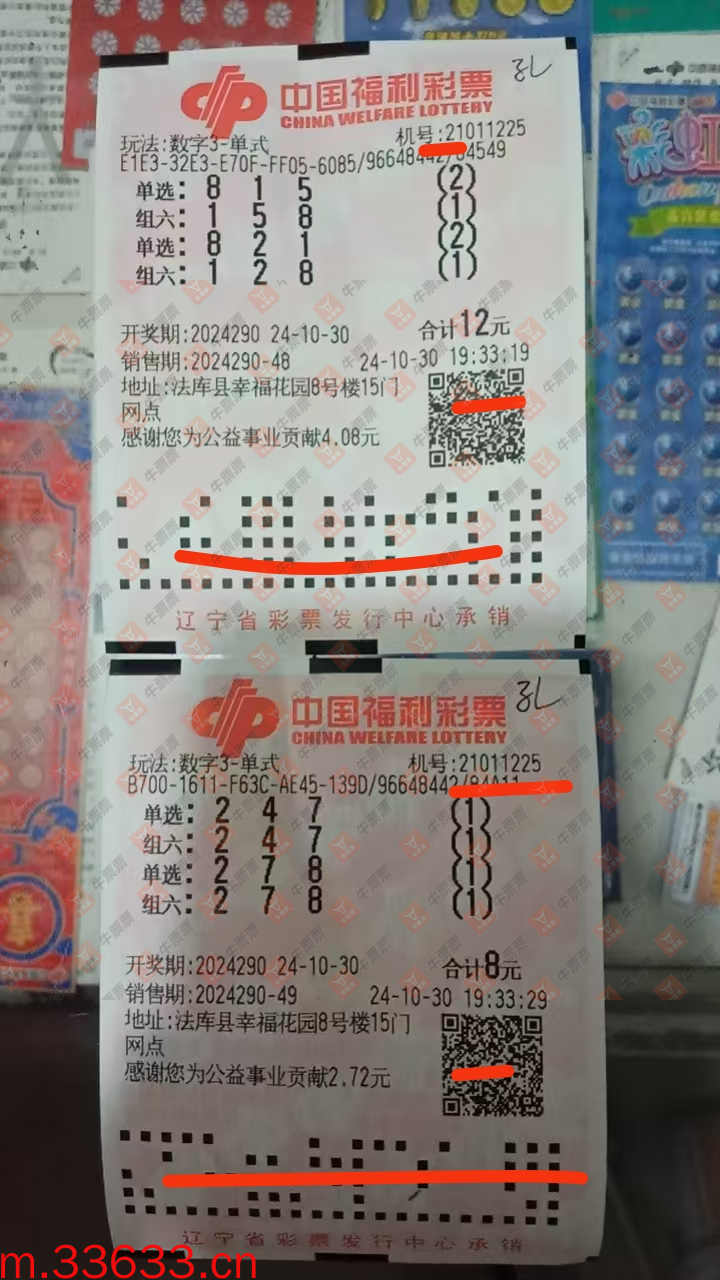 孔
中国福利彩票
CHINA WELFARE LOTTERY
玩法:数字3-单式 机号:21011225
E1E3-32E3-E70F-FF05-6085/96648442/84549
单选: 8 1 5 (2)
组六: 1 5 8 (1)
单选: 8 2 1 (2)
组六: 1 2 8 (1)
开奖期:2024290 24-10-30 合计12元
销售期:2024290-48 24-10-30 19:33:19
地址:法库县幸福花园8号楼15门
网点
感谢您为公益事业贡献4.08元
辽宁省彩票发行中心承销
孔
中国福利彩票
CHINA WELFARE LOTTERY
玩法:数字3-单式 机号:21011225
B700-1611-F63C-AE45-139D/96648442/84A11
单选: 2 4 7 (1)
组六: 2 4 7 (1)
单选: 2 7 8 (1)
组六: 2 7 8 (1)
开奖期:2024290 24-10-30 合计8元
销售期:2024290-49 24-10-30 19:33:29
地址:法库县幸福花园8号楼15门
网点
感谢您为公益事业贡献2.72元
辽宁省彩票发行中心承销
m.33633.cn